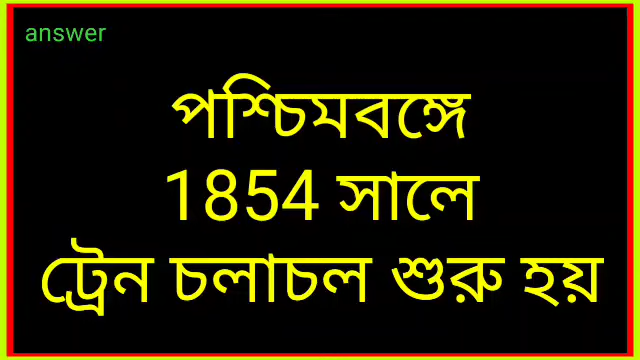 answer
পশ্চিমবঙ্গে
1854 সালে
ট্রেন চলাচল শুরু হয়